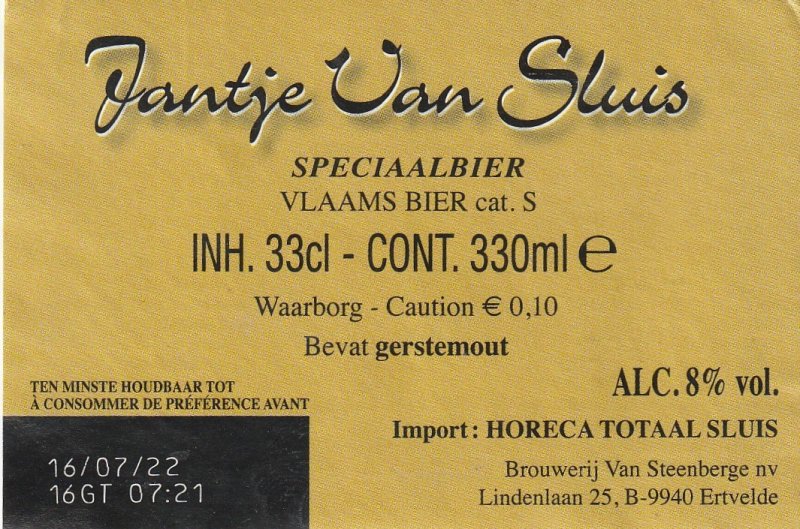 Jantje Van Sluis
SPECIAALBIER
VLAAMS BIER cat. S
INH. 33cl - CONT. 330ml ℮
Waarborg - Caution € 0,10
Bevat gerstemout
ALC. 8% vol.
TEN MINSTE HOUDBAAR TOT
À CONSOMMER DE PRÉFÉRENCE AVANT
16/07/22
16GT 07:21
Import: HORECA TOTAAL SLUIS
Brouwerij Van Steenberge nv
Lindenlaan 25, B-9940 Ertvelde